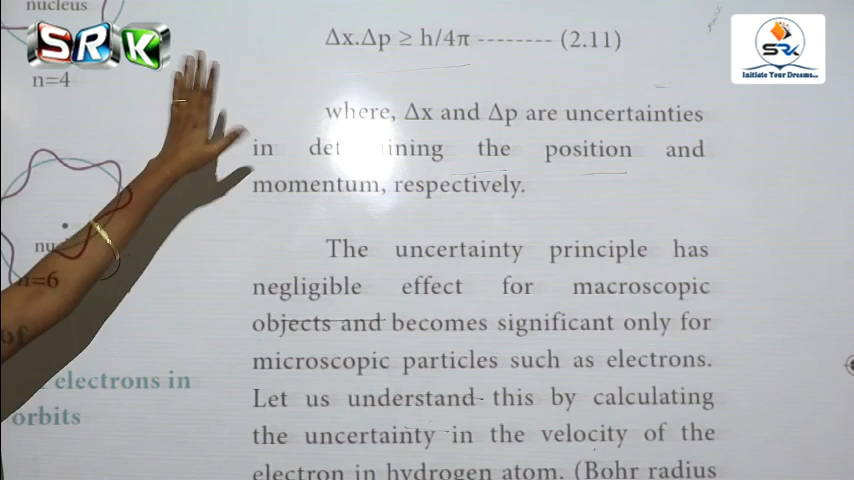 nucleus
SRK
n=4
Δx.Δp ≥ h/4π -------- (2.11)
SRK
Initiate Your Dreams...
where, Δx and Δp are uncertainties
in the position and
momentum, respectively.
The uncertainty principle has
negligible effect for macroscopic
objects and becomes significant only for
microscopic particles such as electrons.
Let us understand this by calculating
the uncertainty in the velocity of the
electron in hydrogen atom. (Bohr radius
n=6
of
electrons in
orbits